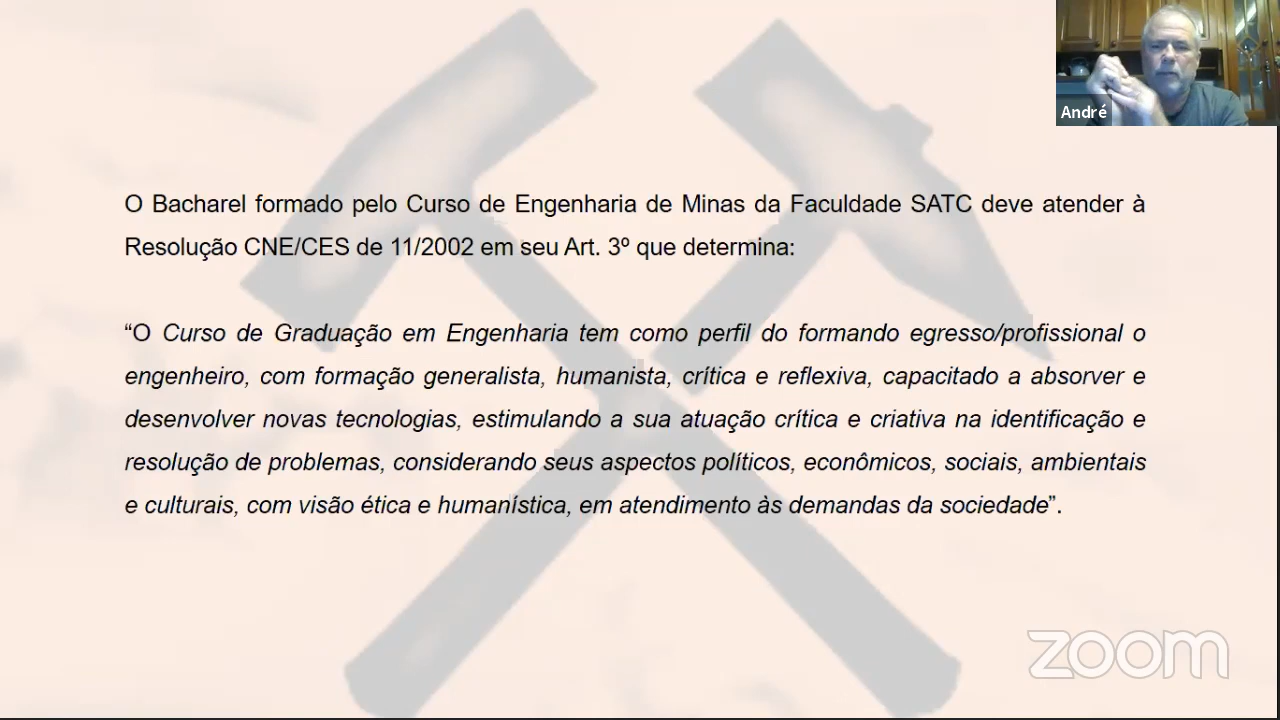 André
O Bacharel formado pelo Curso de Engenharia de Minas da Faculdade SATC deve atender à
Resolução CNE/CES de 11/2002 em seu Art. 3º que determina:
“O Curso de Graduação em Engenharia tem como perfil do formando egresso/profissional o
engenheiro, com formação generalista, humanista, crítica e reflexiva, capacitado a absorver e
desenvolver novas tecnologias, estimulando a sua atuação crítica e criativa na identificação e
resolução de problemas, considerando seus aspectos políticos, econômicos, sociais, ambientais
e culturais, com visão ética e humanística, em atendimento às demandas da sociedade”.
zoom